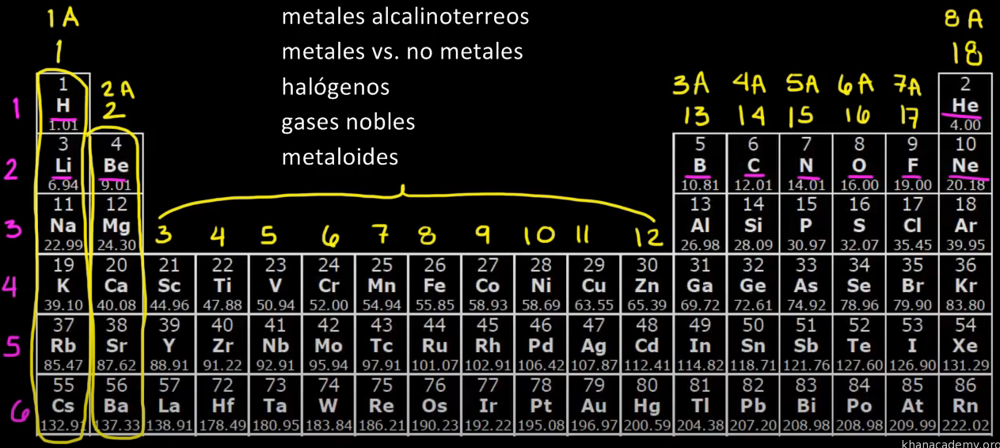 1A metales alcalinoterreos 8A
1 metales vs. no metales 18
1 2A halógenos 3A 4A 5A 6A 7A 2
H 2 gases nobles 13 14 15 16 17 He
1.01 4.00
metaloides
3 4 5 6 7 8 9 10
2 Li Be B C N O F Ne
6.94 9.01 10.81 12.01 14.01 16.00 19.00 20.18
11 12 13 14 15 16 17 18
3 Na Mg 3 4 5 6 7 8 9 10 11 12 Al Si P S Cl Ar
22.99 24.30 26.98 28.09 30.97 32.07 35.45 39.95
19 20 21 22 23 24 25 26 27 28 29 30 31 32 33 34 35 36
4 K Ca Sc Ti V Cr Mn Fe Co Ni Cu Zn Ga Ge As Se Br Kr
39.10 40.08 44.96 47.88 50.94 52.00 54.94 55.85 58.93 58.69 63.55 65.39 69.72 72.61 74.92 78.96 79.90 83.80
37 38 39 40 41 42 43 44 45 46 47 48 49 50 51 52 53 54
5 Rb Sr Y Zr Nb Mo Tc Ru Rh Pd Ag Cd In Sn Sb Te I Xe
85.47 87.62 88.91 91.22 92.91 95.94 97.91 101.07 102.91 106.42 107.87 112.41 114.82 118.71 121.76 127.60 126.90 131.29
55 56 57 72 73 74 75 76 77 78 79 80 81 82 83 84 85 86
6 Cs Ba La Hf Ta W Re Os Ir Pt Au Hg Tl Pb Bi Po At Rn
132.91 137.33 138.91 178.49 180.95 183.84 186.21 190.23 192.22 195.08 196.97 200.59 204.38 207.20 208.98 208.98 209.99 222.02
khanacademy.org